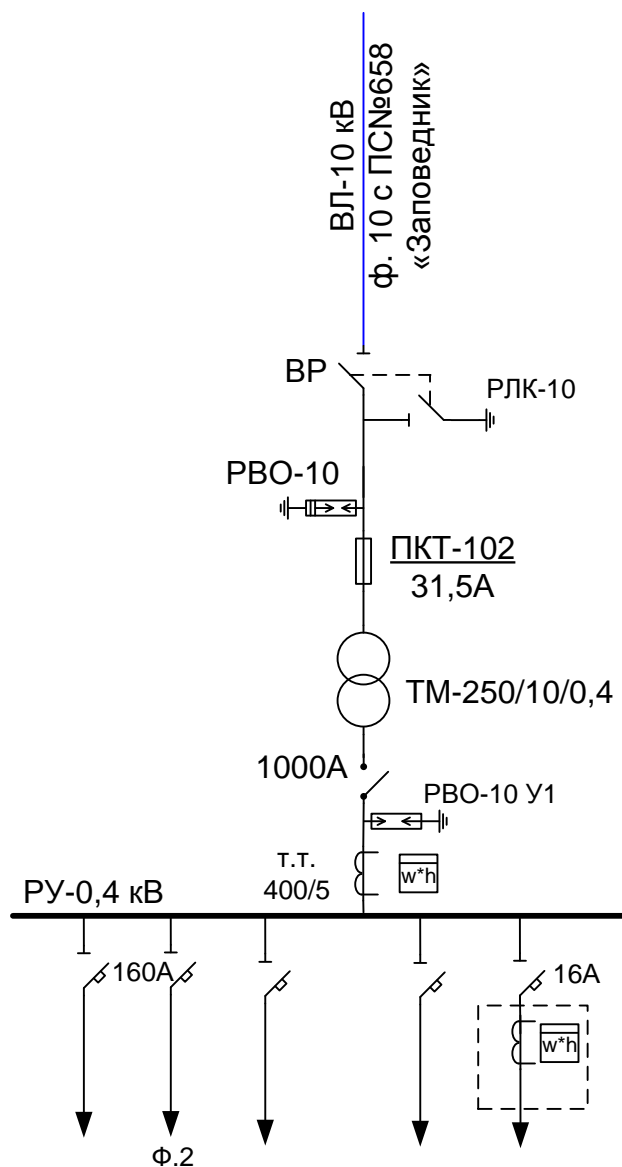 ВЛ-10 кВ
ф. 10 с ПС№658
«Заповедник»
ВР
РЛК-10
РВО-10
ПКТ-102
31,5А
ТМ-250/10/0,4
1000А
РВО-10 У1
т.т.
400/5
w*h
РУ-0,4 кВ
160А
16А
w*h
Ф.2